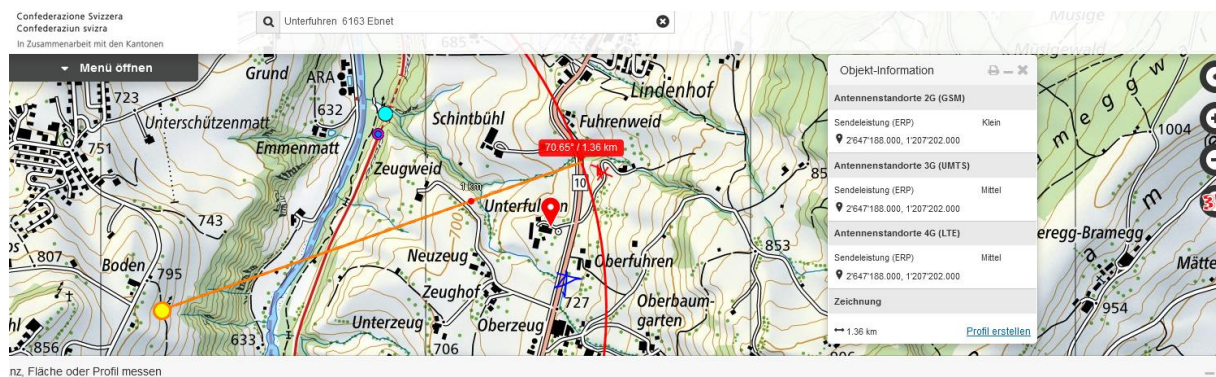 Confederazione Svizzera
Confederaziun svizra
In Zusammenarbeit mit den Kantonen
Unterfuhren 6163 Ebnet
Menü öffnen
Müsige
Müsigewald
685
Grund
ARA
632
723
Unterschützenmatt
751
Emmenmatt
Schintbühl
Lindenhof
Fuhrenweid
70.65° / 1.36 km
Zeugweid
1 km
10
743
700
807
Boden
795
Neuzeug
Oberfuhren
853
Zeughof
727
Unterzeug
Oberzeug
Oberbaum-
garten
633
706
856
1004
eregg-Bramegg
Mätte
954
Objekt-Information
Antennenstandorte 2G (GSM)
Sendeleistung (ERP) Klein
2'647'188.000, 1'207'202.000
Antennenstandorte 3G (UMTS)
Sendeleistung (ERP) Mittel
2'647'188.000, 1'207'202.000
Antennenstandorte 4G (LTE)
Sendeleistung (ERP) Mittel
2'647'188.000, 1'207'202.000
Zeichnung
1.36 km Profil erstellen
nz, Fläche oder Profil messen